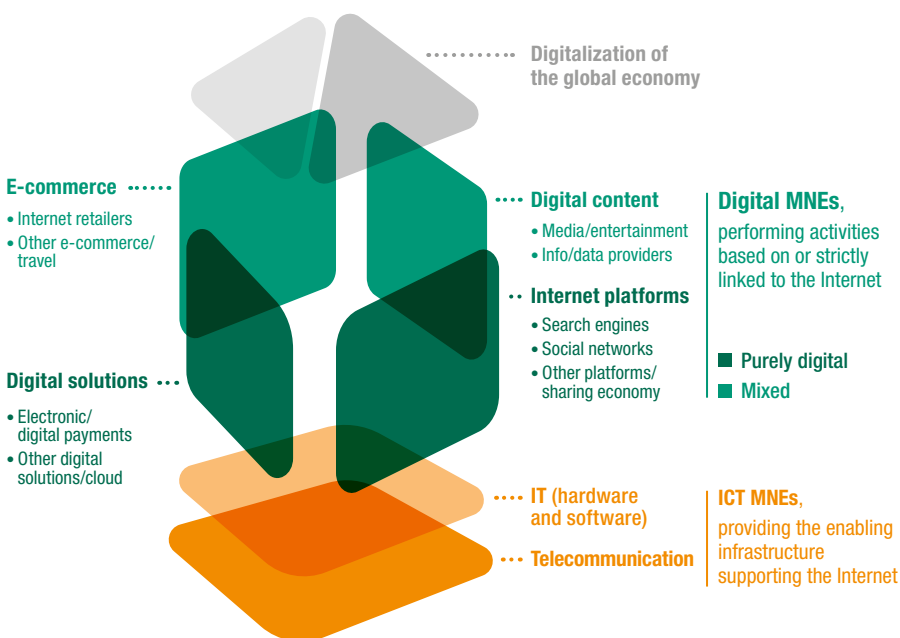 Digitalization of
the global economy
E-commerce
• Internet retailers
• Other e-commerce/
travel
Digital content
• Media/entertainment
• Info/data providers
Digital MNEs,
performing activities
based on or strictly
linked to the Internet
Internet platforms
• Search engines
• Social networks
• Other platforms/
sharing economy
Purely digital
Mixed
Digital solutions
• Electronic/
digital payments
• Other digital
solutions/cloud
IT (hardware
and software)
Telecommunication
ICT MNEs,
providing the enabling
infrastructure
supporting the Internet